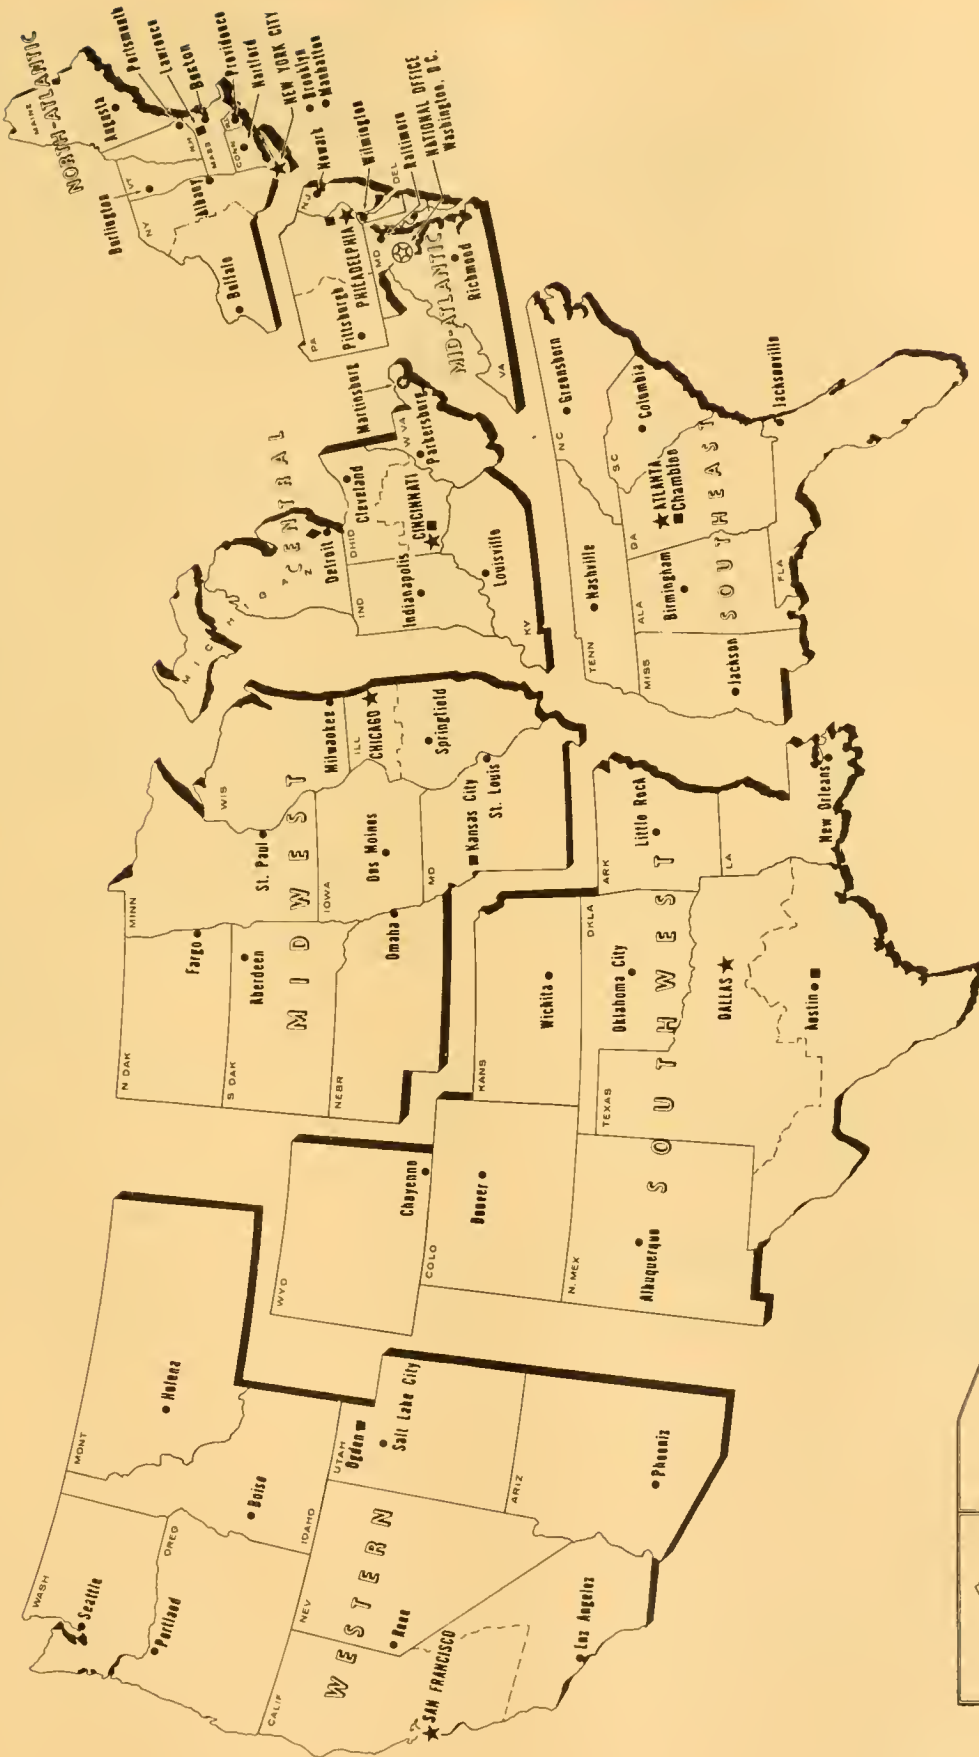 WASH
Seattle
Portland
OREG
MONT
Helena
Boise
IDAHO
CALIF
NEV
WESTERN
Reno
SAN FRANCISCO
Los Angeles
UTAH
Ogden
Salt Lake City
ARIZ
Phoenix
WYO
Cheyenne
COLO
Denver
N. MEX
Albuquerque
KANS
Wichita
OKLA
Oklahoma City
TEXAS
SOUTHWEST
DALLAS
Austin
ARK
Little Rock
LA
New Orleans
N DAK
Fargo
S DAK
Aberdeen
NEBR
Omaha
MIDWEST
MINN
St. Paul
WIS
Milwaukee
IOWA
Des Moines
ILL
CHICAGO
Springfield
MO
Kansas City
St. Louis
MICH
CENTRAL
Detroit
OHIO
Cleveland
CINCINNATI
IND
Indianapolis
KY
Louisville
W VA
Parkersburg
Martinsburg
TENN
Nashville
MISS
Jackson
ALA
Birmingham
GA
ATLANTA
Chamblee
SOUTHEAST
FLA
Jacksonville
SC
Columbia
NC
Greensboro
MID-ATLANTIC
VA
Richmond
PA
Pittsburgh
PHILADELPHIA
NJ
Newark
Wilmington
MD
DEL
Baltimore
NATIONAL OFFICE
Washington, D.C.
NORTH-ATLANTIC
MAINE
Augusta
Burlington
VT
NY
Buffalo
Albany
NH
MASS
CONN
RI
Portsmouth
Lawrence
Boston
Providence
Hartford
NEW YORK CITY
Brooklyn
Manhattan